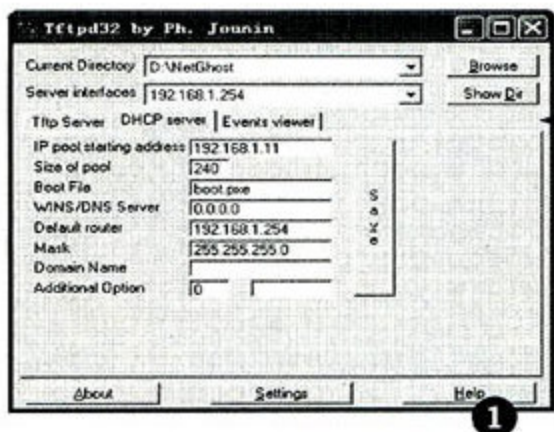 Tftpd32 by Ph. Jounin
Current Directory D:\NetGhost Browse
Server interfaces 192.168.1.254 Show Dir
Tftp Server DHCP server Events viewer
IP pool starting address 192.168.1.11
Size of pool 240
Boot File boot.pxe
WINS/DNS Server 0.0.0.0
Default router 192.168.1.254
Mask 255.255.255.0
Domain Name
Additional Option 0
Save
About Settings Help
1